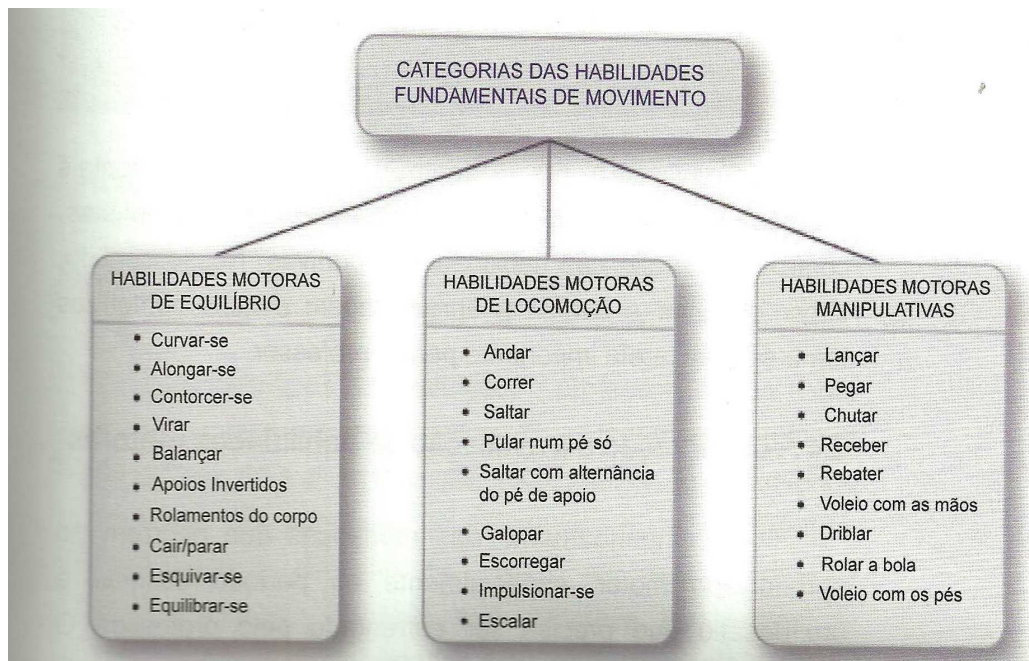 CATEGORIAS DAS HABILIDADES
FUNDAMENTAIS DE MOVIMENTO
HABILIDADES MOTORAS
DE EQUILÍBRIO
• Curvar-se
• Alongar-se
• Contorcer-se
• Virar
• Balançar
• Apoios Invertidos
• Rolamentos do corpo
• Cair/parar
• Esquivar-se
• Equilibrar-se
HABILIDADES MOTORAS
DE LOCOMOÇÃO
• Andar
• Correr
• Saltar
• Pular num pé só
• Saltar com alternância
do pé de apoio
• Galopar
• Escorregar
• Impulsionar-se
• Escalar
HABILIDADES MOTORAS
MANIPULATIVAS
• Lançar
• Pegar
• Chutar
• Receber
• Rebater
• Voleio com as mãos
• Driblar
• Rolar a bola
• Voleio com os pés